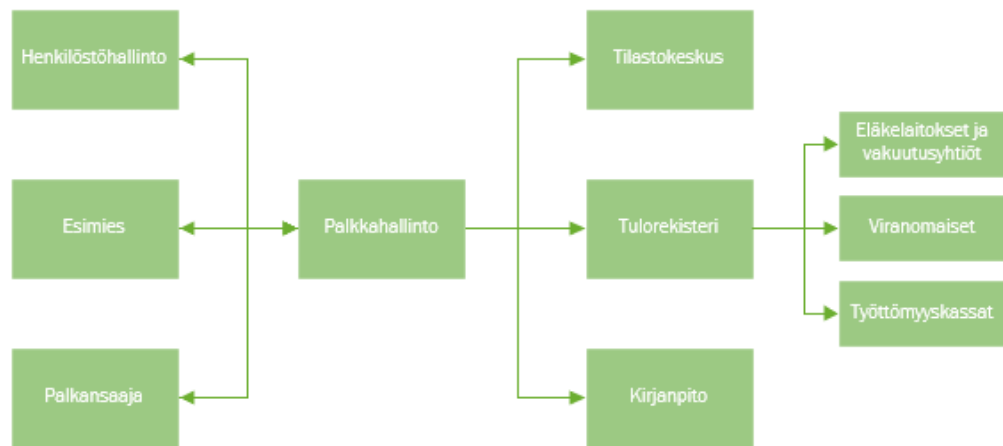 Henkilöstöhallinto
Esimies
Palkansaaja
Palkkahallinto
Tilastokeskus
Tulorekisteri
Kirjanpito
Eläkelaitokset ja
vakuutusyhtiöt
Viranomaiset
Työttömyyskassat